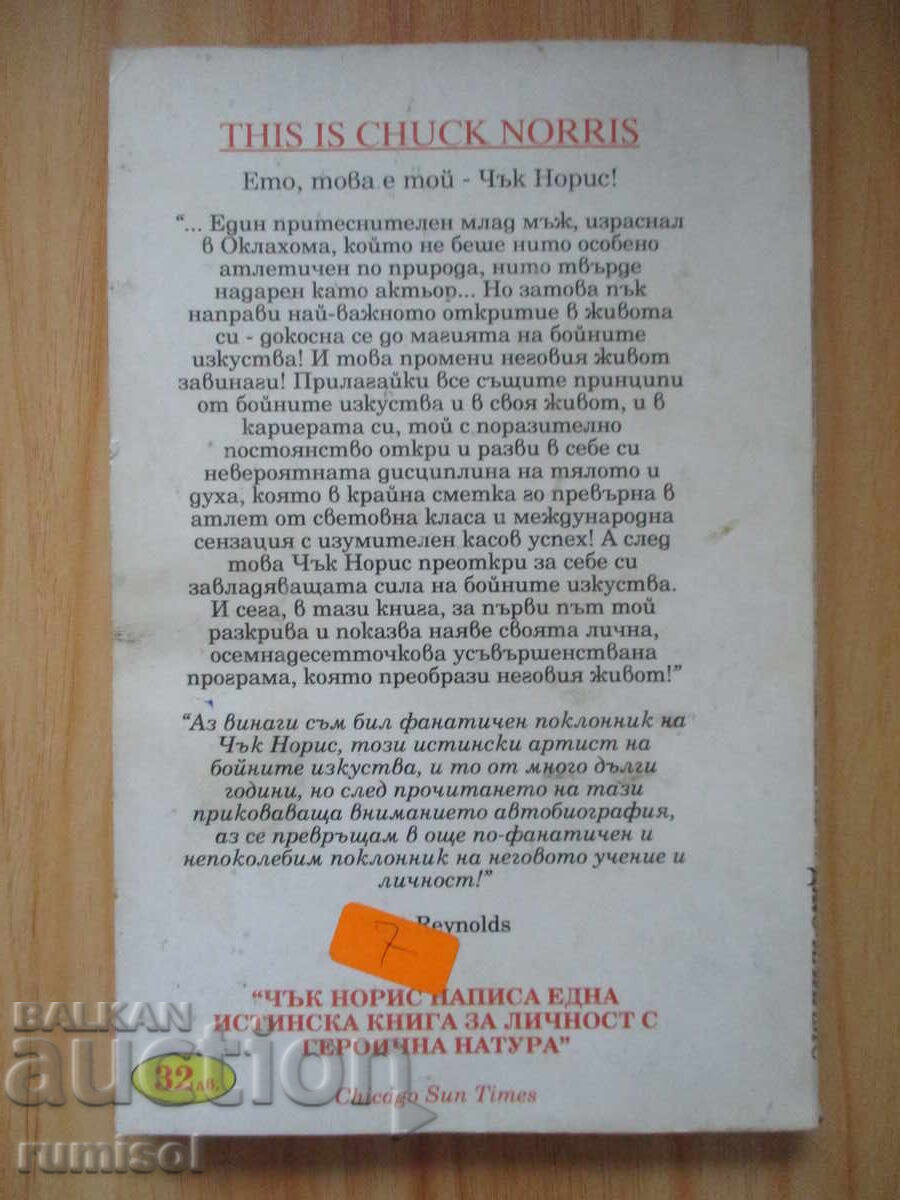 THIS IS CHUCK NORRIS
Ето, това е той - Чък Норис!
“... Един притеснителен млад мъж, израснал
в Оклахома, който не беше нито особено
атлетичен по природа, нито твърде
надарен като актьор... Но затова пък
направи най-важното откритие в живота
си - докосна се до магията на бойните
изкуства! И това промени неговия живот
завинаги! Прилагайки все същите принципи
от бойните изкуства и в своя живот, и в
кариерата си, той с поразително
постоянство откри и разви в себе си
невероятната дисциплина на тялото и
духа, която в крайна сметка го превърна в
атлет от световна класа и международна
сензация с изумителен касов успех! А след
това Чък Норис преоткри за себе си
завладяващата сила на бойните изкуства.
И сега, в тази книга, за първи път той
разкрива и показва наяве своята лична,
осемнадесетточкова усъвършенствана
програма, която преобрази неговия живот!”
“Аз винаги съм бил фанатичен поклонник на
Чък Норис, този истински артист на
бойните изкуства, и то от много дълги
години, но след прочитането на тази
приковаваща вниманието автобиография,
аз се превръщам в още по-фанатичен и
непоколебим поклонник на неговото учение и
личност!”
Reynolds
7
“ЧЪК НОРИС НАПИСА ЕДНА
ИСТИНСКА КНИГА ЗА ЛИЧНОСТ С
ГЕРОИЧНА НАТУРА”
Chicago Sun Times
32 лв.
BALKAN
auction
rumisol